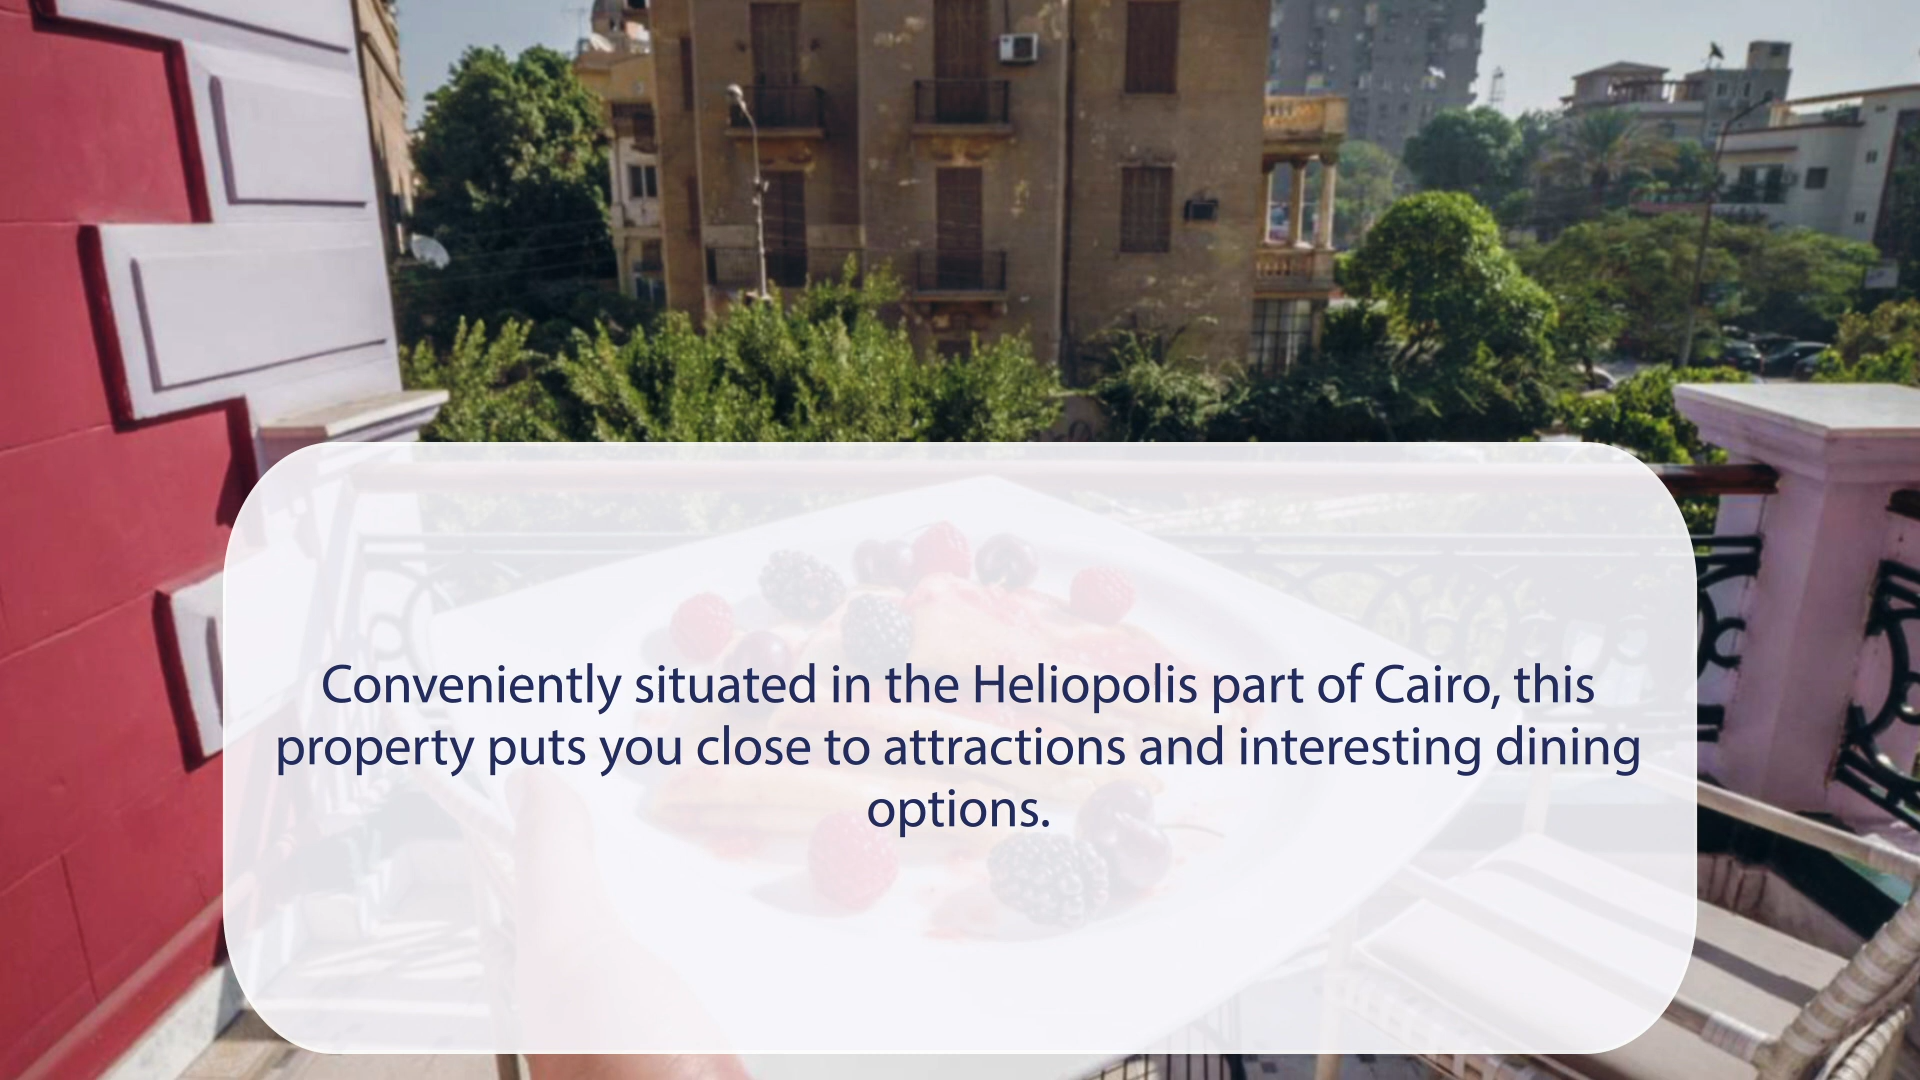 Conveniently situated in the Heliopolis part of Cairo, this
property puts you close to attractions and interesting dining
options.